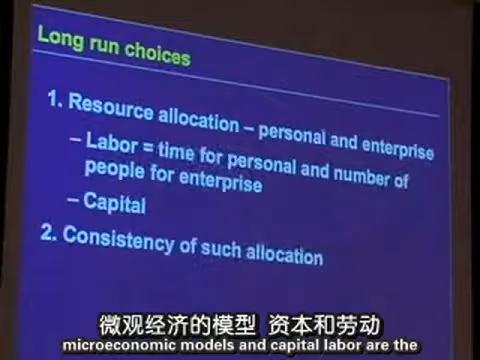 Long run choices
1. Resource allocation – personal and enterprise
– Labor = time for personal and number of
people for enterprise
– Capital
2. Consistency of such allocation
微观经济的模型 资本和劳动
microeconomic models and capital labor are the